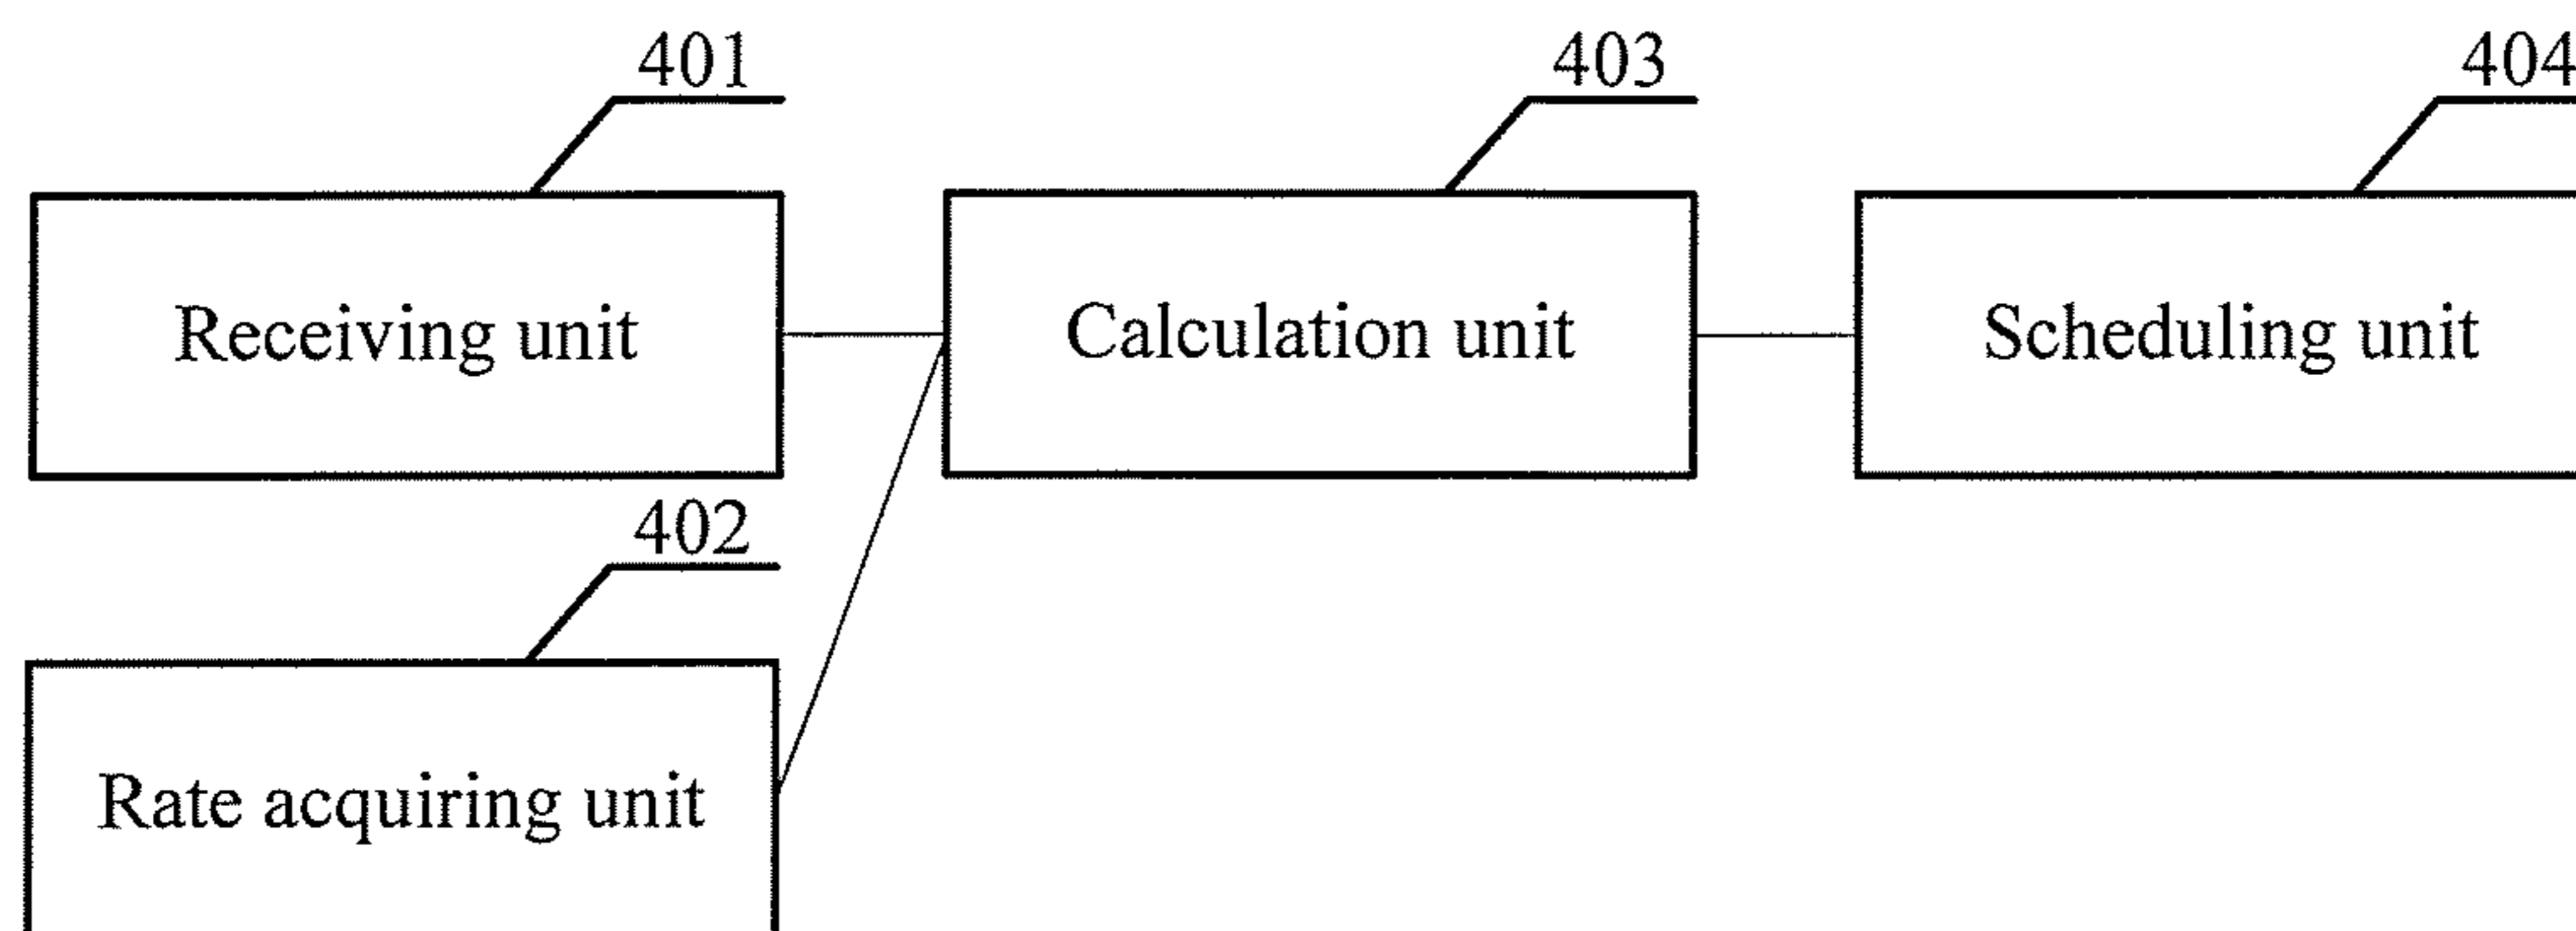 401
403
404
Receiving unit
Calculation unit
Scheduling unit
402
Rate acquiring unit